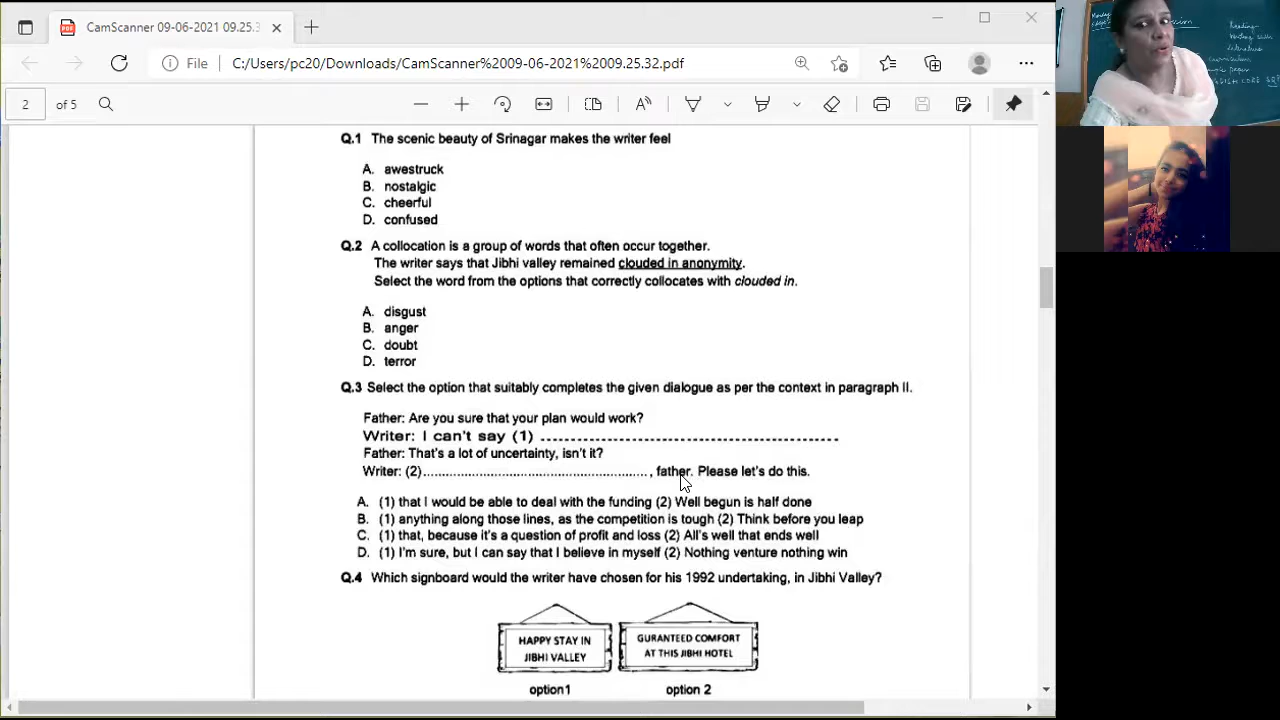 CamScanner 09-06-2021 09.25.3
File
C:/Users/pc20/Downloads/CamScanner%2009-06-2021%2009.25.32.pdf
2 of 5
Q.1 The scenic beauty of Srinagar makes the writer feel
A. awestruck
B. nostalgic
C. cheerful
D. confused
Q.2 A collocation is a group of words that often occur together.
The writer says that Jibhi valley remained clouded in anonymity.
Select the word from the options that correctly collocates with clouded in.
A. disgust
B. anger
C. doubt
D. terror
Q.3 Select the option that suitably completes the given dialogue as per the context in paragraph II.
Father: Are you sure that your plan would work?
Writer: I can't say (1) ..................................................
Father: That's a lot of uncertainty, isn't it?
Writer: (2)......................................................, father. Please let's do this.
A. (1) that I would be able to deal with the funding (2) Well begun is half done
B. (1) anything along those lines, as the competition is tough (2) Think before you leap
C. (1) that, because it's a question of profit and loss (2) All's well that ends well
D. (1) I'm sure, but I can say that I believe in myself (2) Nothing venture nothing win
Q.4 Which signboard would the writer have chosen for his 1992 undertaking, in Jibhi Valley?
HAPPY STAY IN
JIBHI VALLEY
GURANTEED COMFORT
AT THIS JIBHI HOTEL
option1
option 2
Monday
Reading
Writing skills
Literature